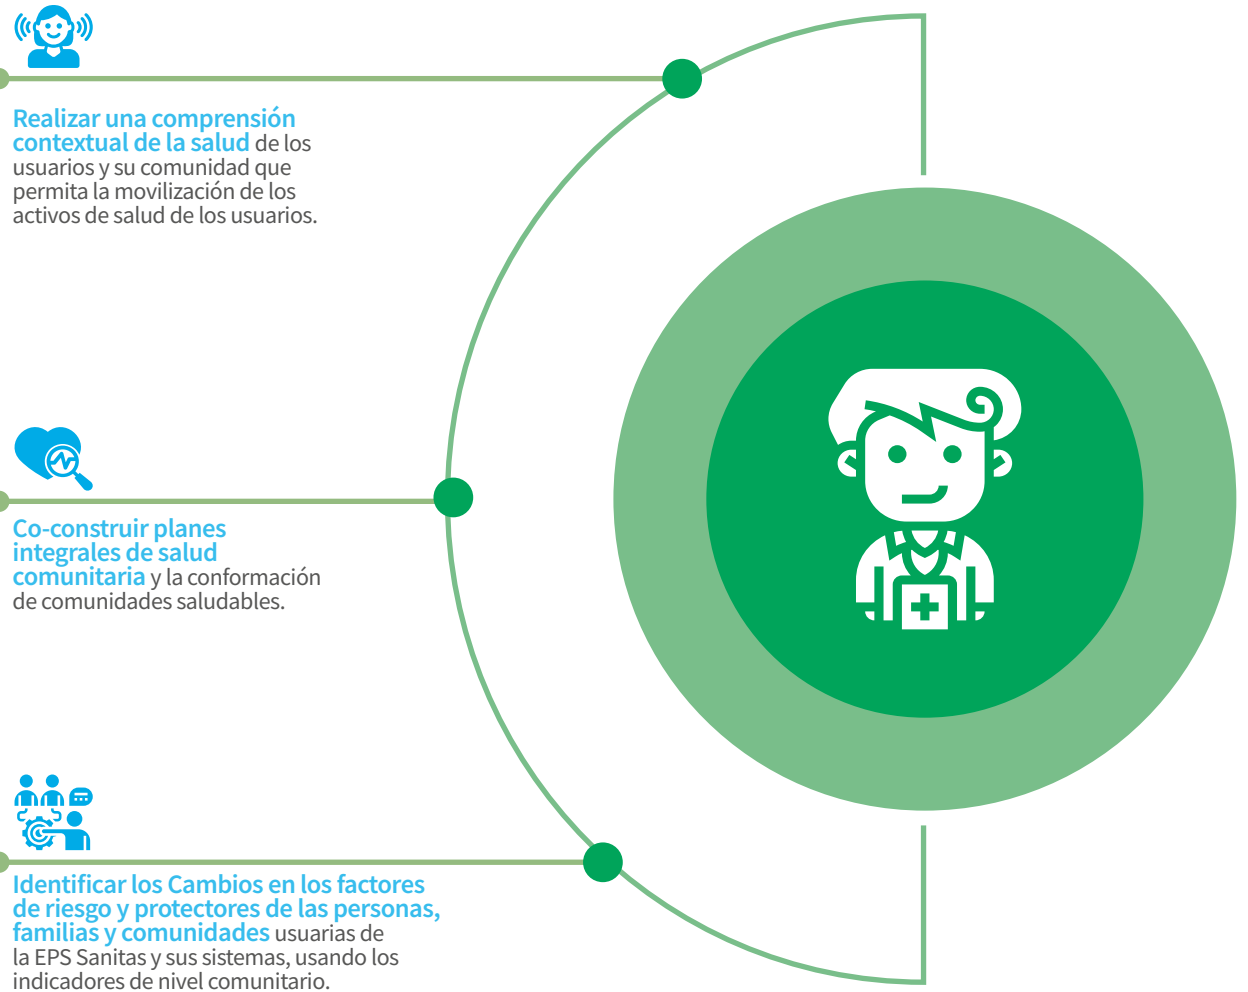 Realizar una comprensión
contextual de la salud de los
usuarios y su comunidad que
permita la movilización de los
activos de salud de los usuarios.
Co-construir planes
integrales de salud
comunitaria y la conformación
de comunidades saludables.
Identificar los Cambios en los factores
de riesgo y protectores de las personas,
familias y comunidades usuarias de
la EPS Sanitas y sus sistemas, usando los
indicadores de nivel comunitario.